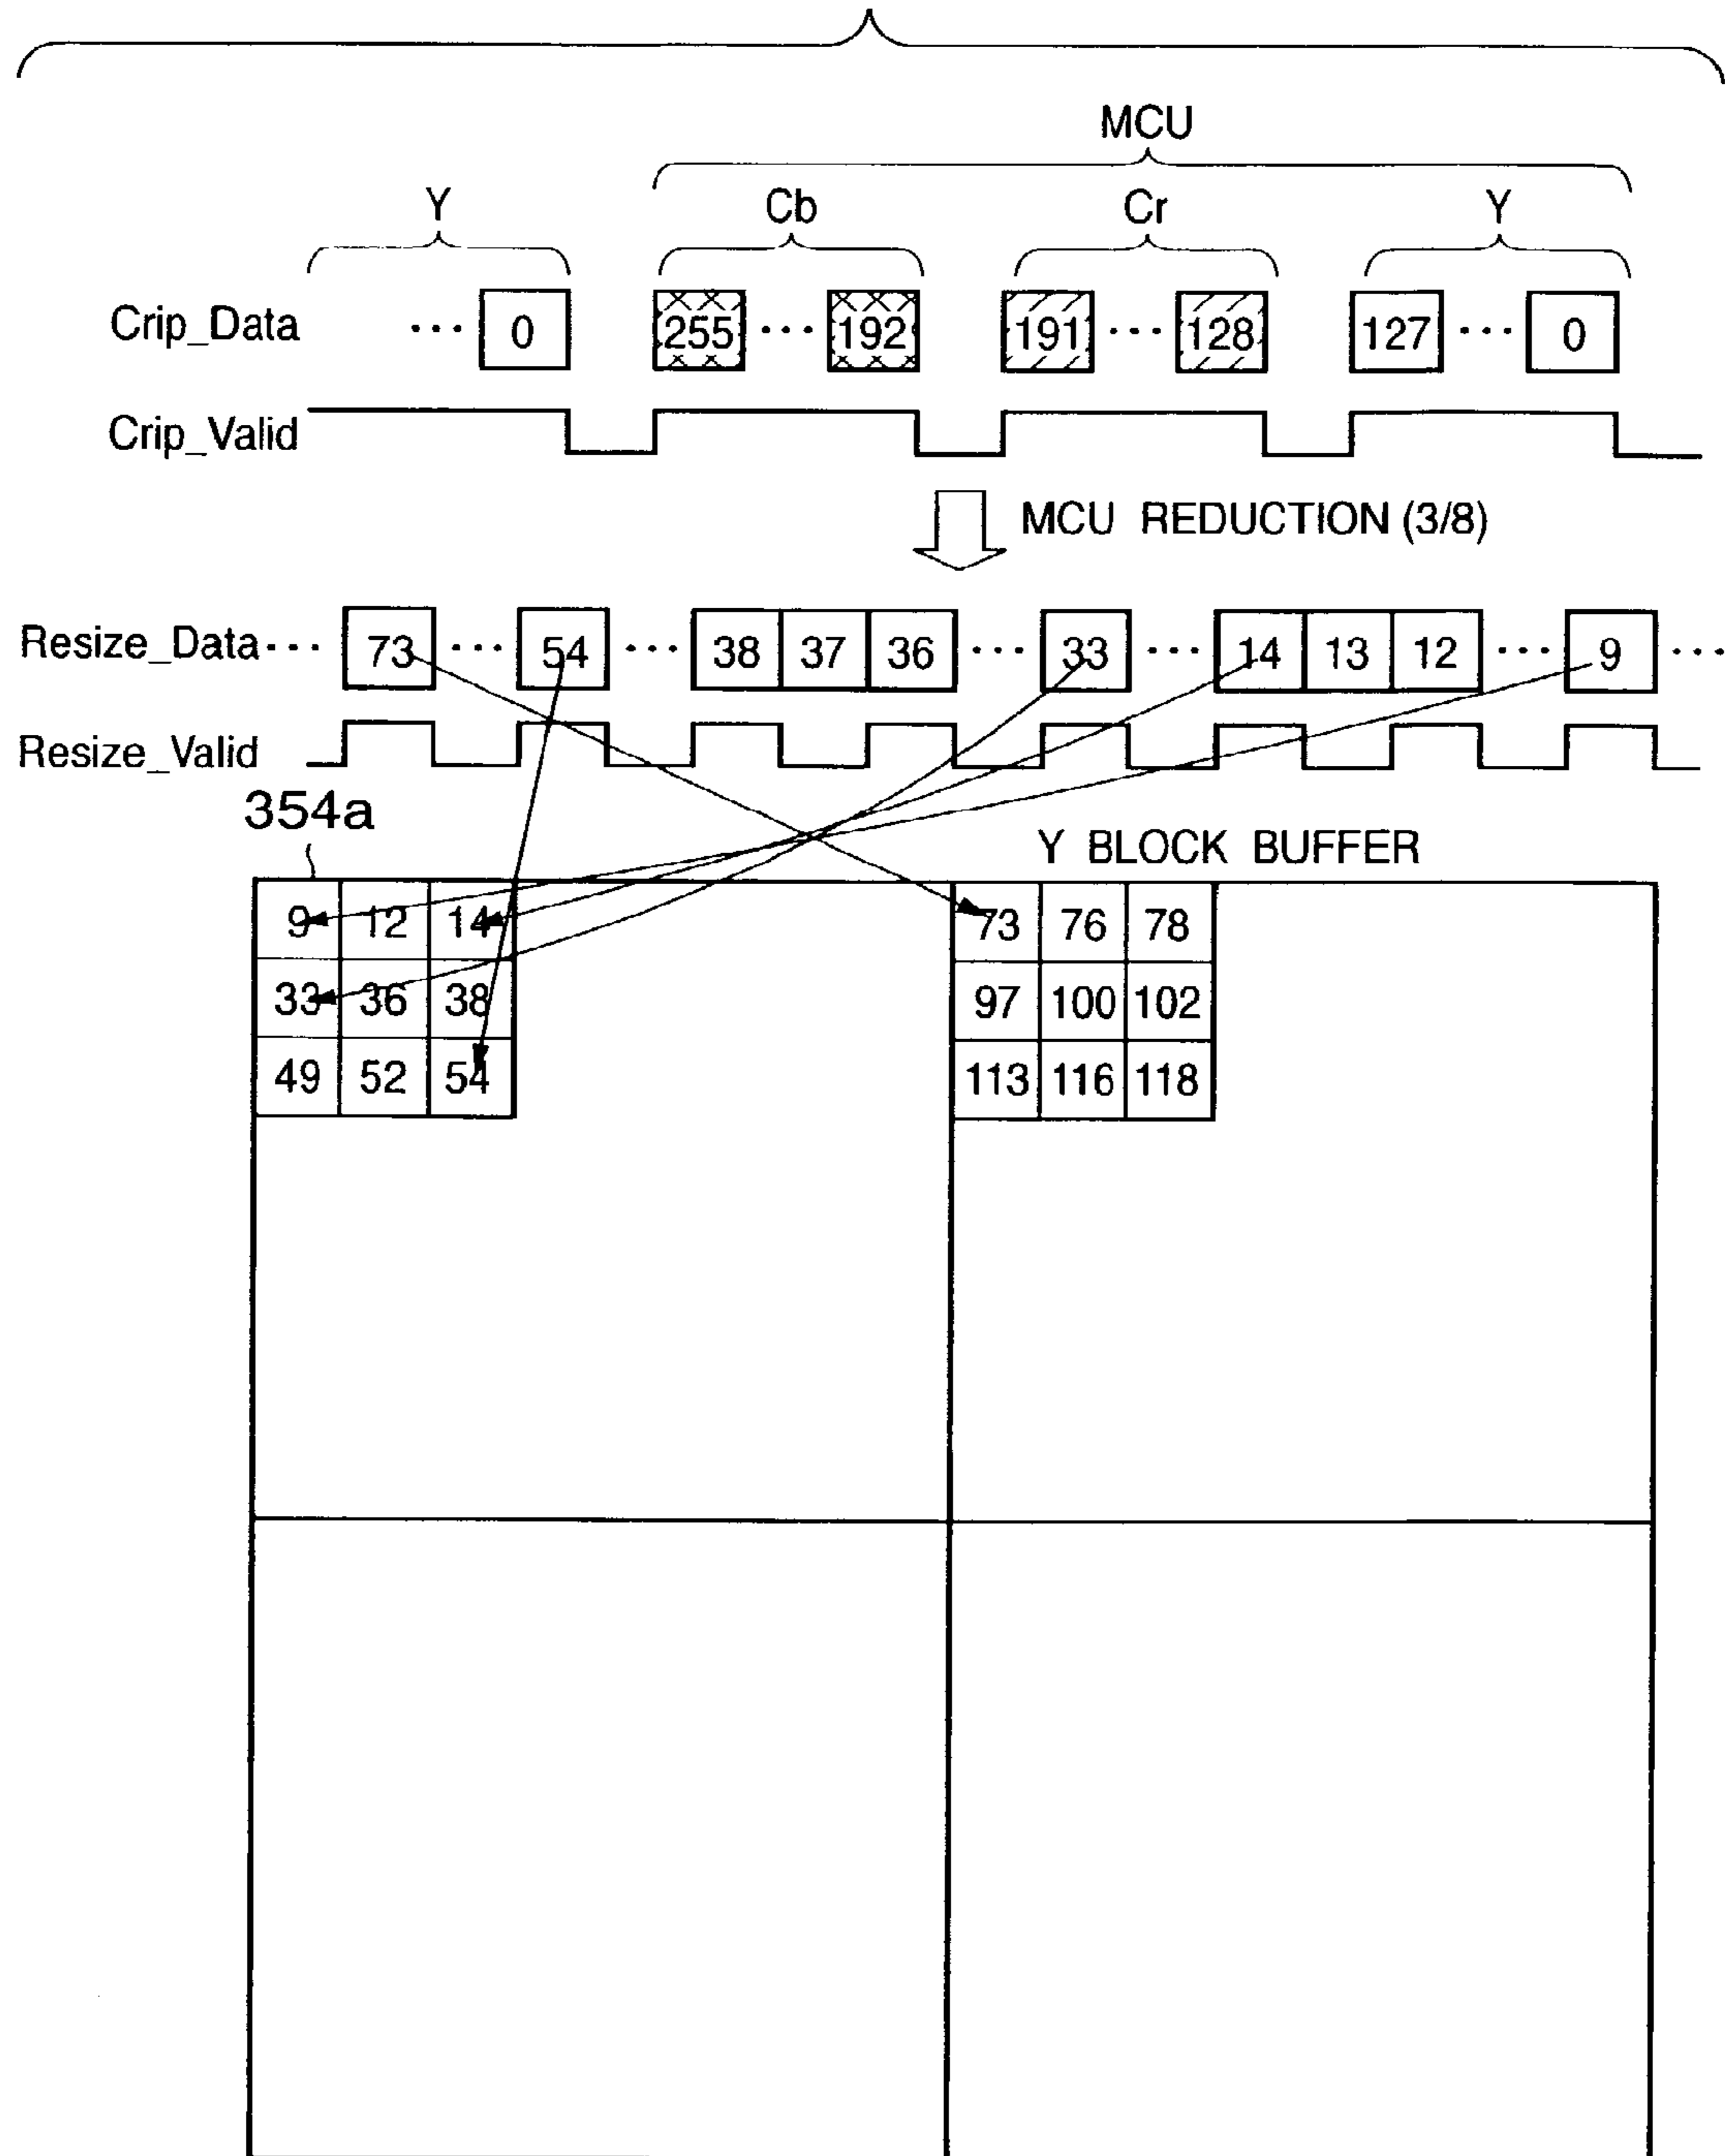 MCU
Y Cb Cr Y
Crip_Data ... 0 255 ... 192 191 ... 128 127 ... 0
Crip_Valid
MCU REDUCTION (3/8)
Resize_Data ... 73 ... 54 ... 38 37 36 ... 33 ... 14 13 12 ... 9 ...
Resize_Valid
354a
Y BLOCK BUFFER
9 12 14 73 76 78
33 36 38 97 100 102
49 52 54 113 116 118